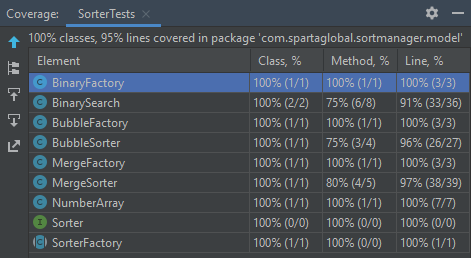 Coverage: SorterTests
100% classes, 95% lines covered in package 'com.spartaglobal.sortmanager.model'
Element Class, % Method, % Line, %
BinaryFactory 100% (1/1) 100% (1/1) 100% (3/3)
BinarySearch 100% (2/2) 75% (6/8) 91% (33/36)
BubbleFactory 100% (1/1) 100% (1/1) 100% (3/3)
BubbleSorter 100% (1/1) 75% (3/4) 96% (26/27)
MergeFactory 100% (1/1) 100% (1/1) 100% (3/3)
MergeSorter 100% (1/1) 80% (4/5) 97% (38/39)
NumberArray 100% (1/1) 100% (1/1) 100% (7/7)
Sorter 100% (0/0) 100% (0/0) 100% (0/0)
SorterFactory 100% (1/1) 100% (0/0) 100% (1/1)